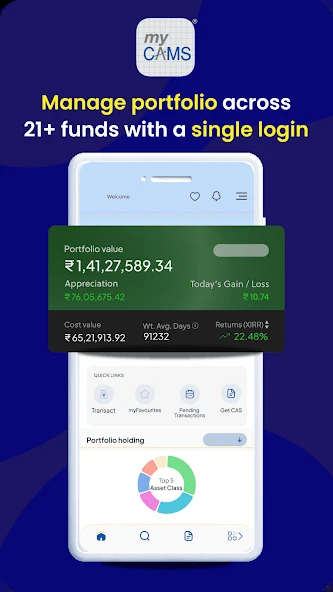 my
CAMS
®
Manage portfolio across
21+ funds with a single login
Welcome
Portfolio value
₹1,41,27,589.34
Appreciation
Today's Gain / Loss
₹76,05,675.42
₹10.74
Cost value
Wt. Avg. Days
Returns (XIRR)
₹65,21,913.92
91232
22.48%
QUICK LINKS
Transact
myFavourites
Pending
Transactions
Get CAS
Portfolio holding
Top 5
Asset Class